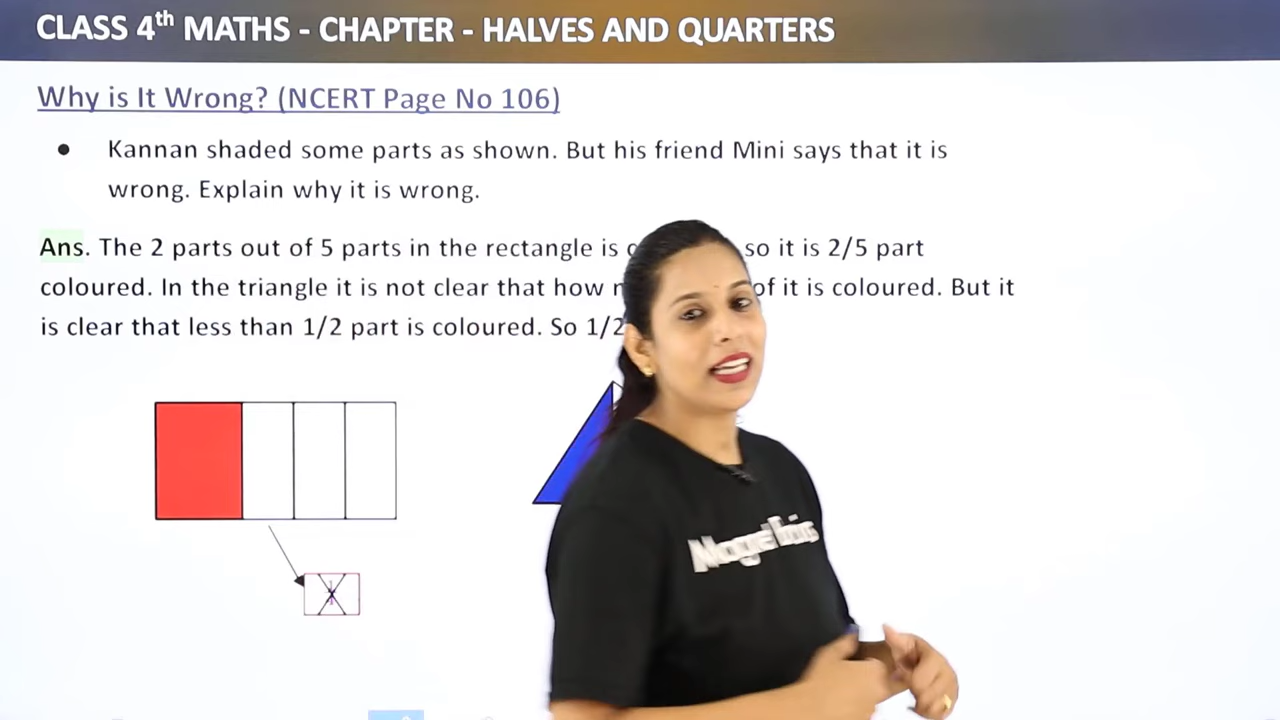 CLASS 4th MATHS - CHAPTER - HALVES AND QUARTERS
Why is It Wrong? (NCERT Page No 106)
● Kannan shaded some parts as shown. But his friend Mini says that it is
wrong. Explain why it is wrong.
Ans. The 2 parts out of 5 parts in the rectangle is so it is 2/5 part
coloured. In the triangle it is not clear that how of it is coloured. But it
is clear that less than 1/2 part is coloured. So 1/2